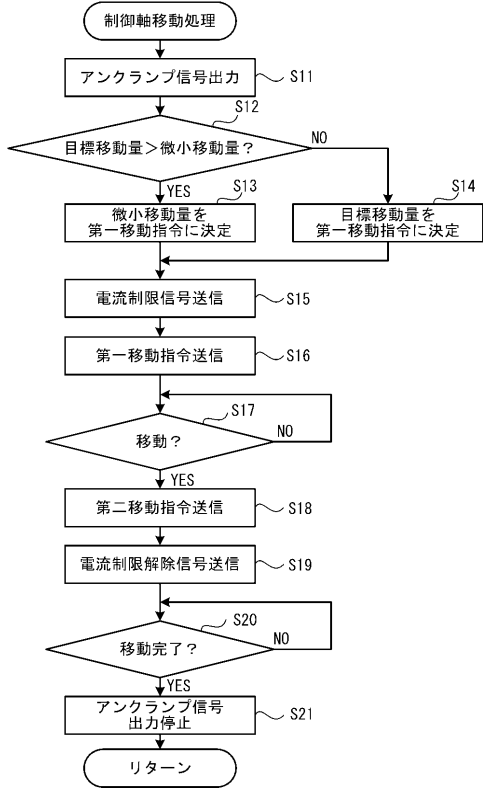 制御軸移動処理
アンクランプ信号出力
S11
S12
目標移動量＞微小移動量？
NO
YES
S13
微小移動量を
第一移動指令に決定
S14
目標移動量を
第一移動指令に決定
電流制限信号送信
S15
第一移動指令送信
S16
S17
移動？
NO
YES
第二移動指令送信
S18
電流制限解除信号送信
S19
S20
移動完了？
NO
YES
アンクランプ信号
出力停止
S21
リターン